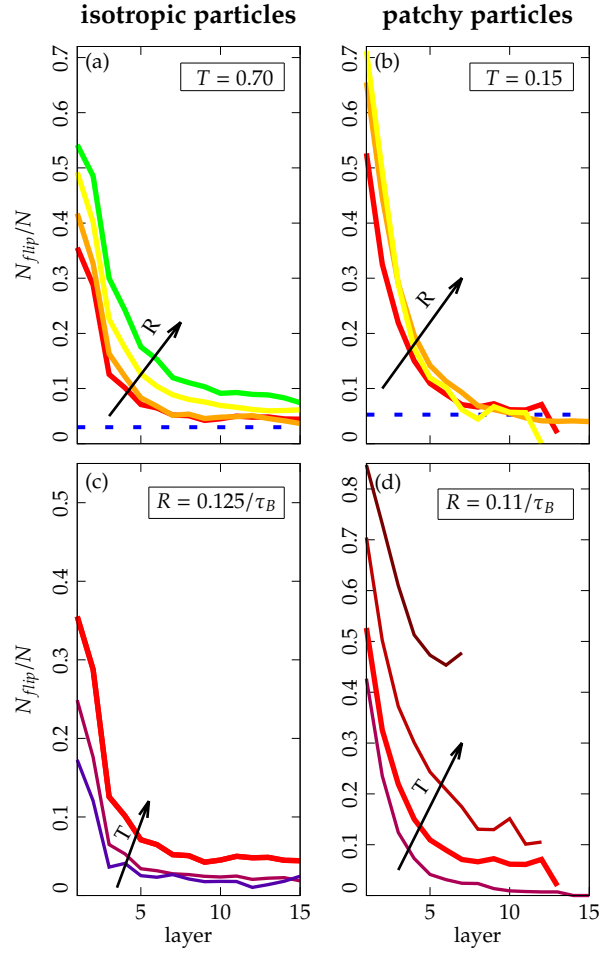 isotropic particles patchy particles
(a) T = 0.70
(b) T = 0.15
N_flip/N
0 0.1 0.2 0.3 0.4 0.5 0.6 0.7
R
0 0.1 0.2 0.3 0.4 0.5 0.6 0.7
R
(c) R = 0.125/τ_B
(d) R = 0.11/τ_B
N_flip/N
0 0.1 0.2 0.3 0.4 0.5
T
0 0.1 0.2 0.3 0.4 0.5 0.6 0.7 0.8
T
5 10 15
5 10 15
layer layer